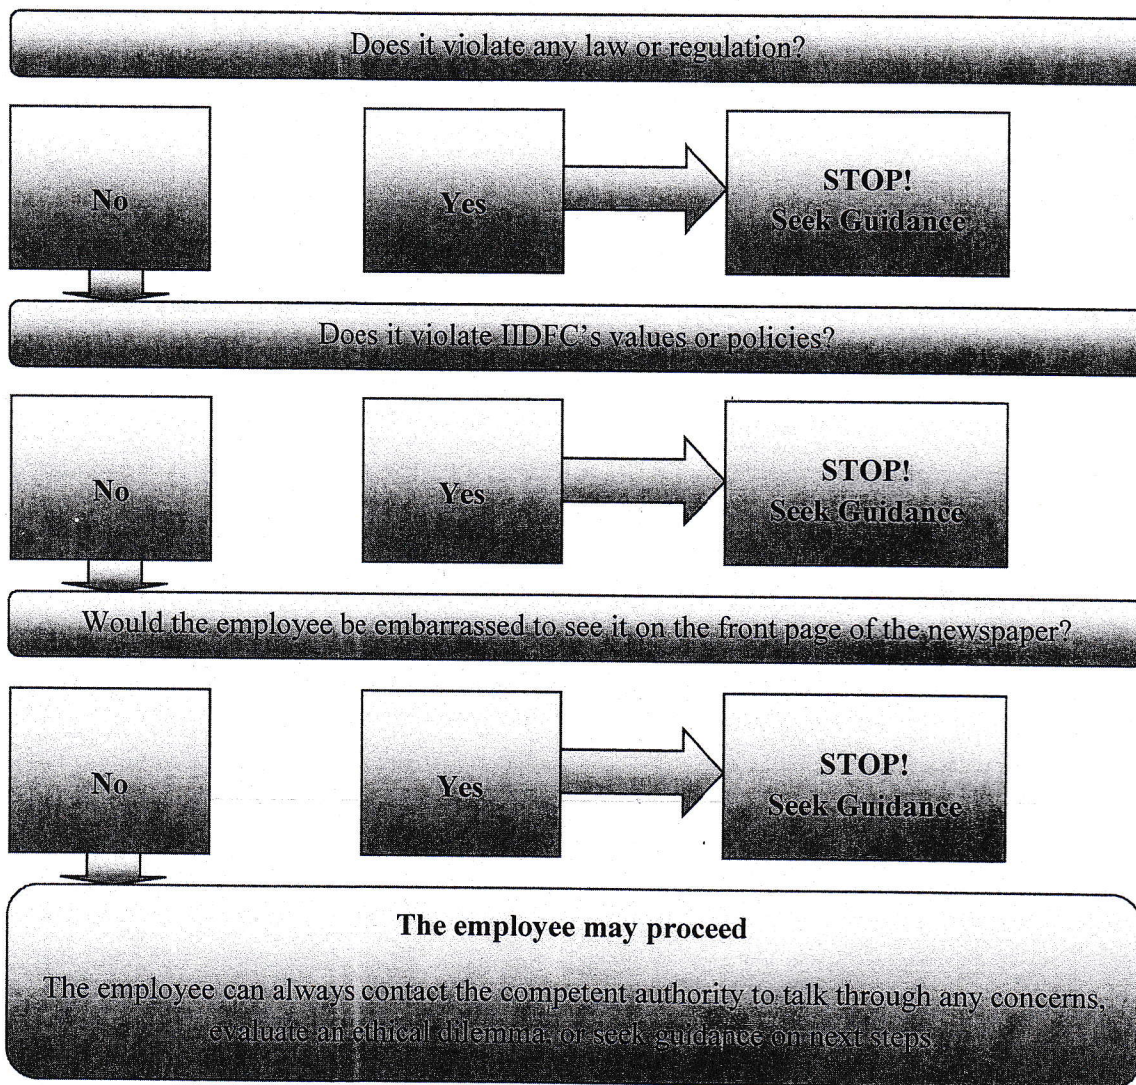 Does it violate any law or regulation?
No
Yes
STOP!
Seek Guidance
Does it violate IIDFC's values or policies?
No
Yes
STOP!
Seek Guidance
Would the employee be embarrassed to see it on the front page of the newspaper?
No
Yes
STOP!
Seek Guidance
The employee may proceed
The employee can always contact the competent authority to talk through any concerns,
evaluate an ethical dilemma, or seek guidance on next steps.